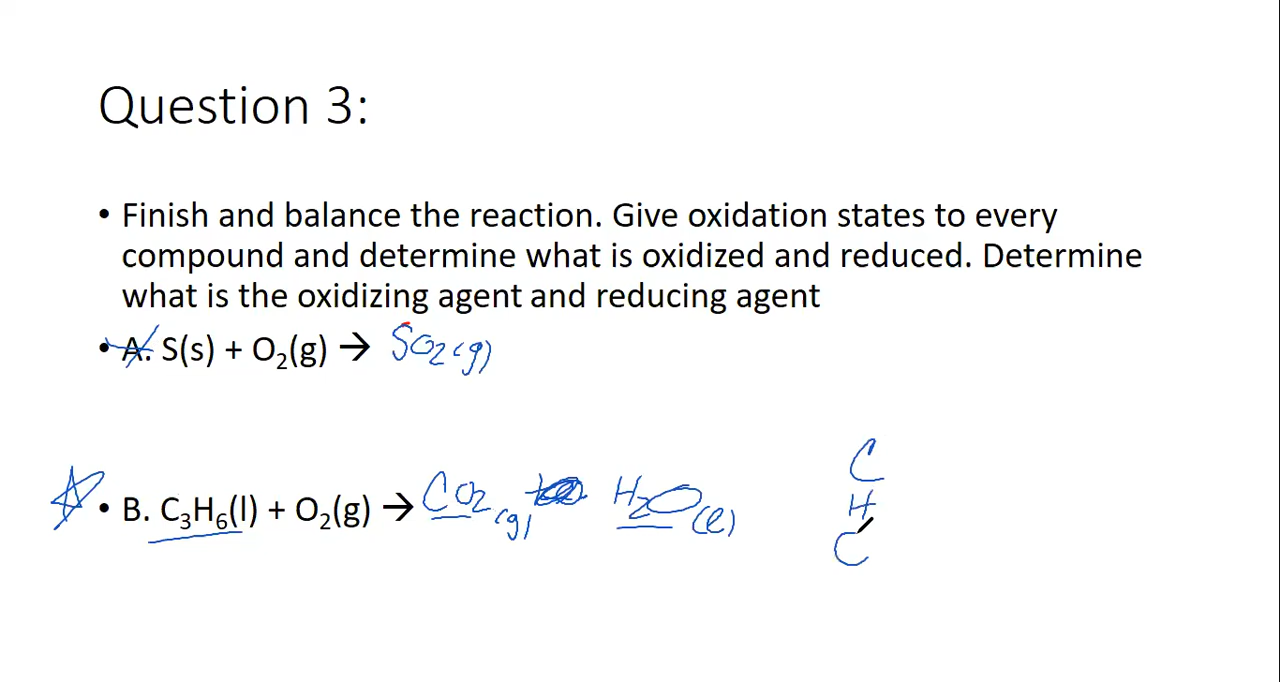 Question 3:
• Finish and balance the reaction. Give oxidation states to every
compound and determine what is oxidized and reduced. Determine
what is the oxidizing agent and reducing agent
• A. S(s) + O₂(g) → SO₂(g)
• B. C₃H₆(l) + O₂(g) → CO₂(g) + H₂O(l)
C
H
C